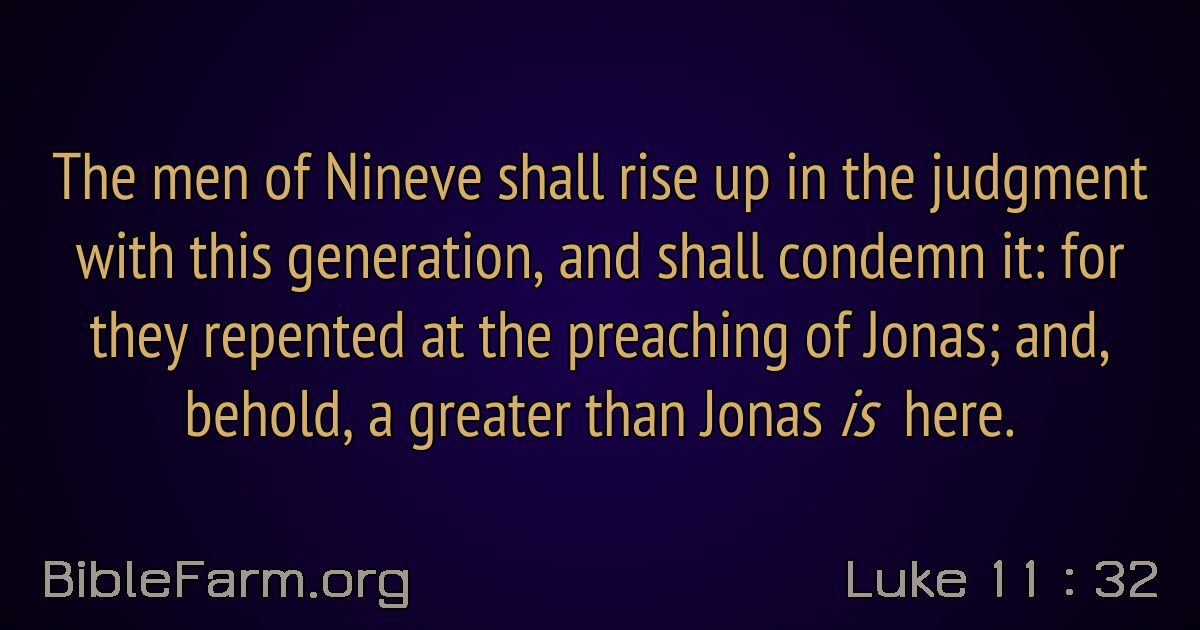 The men of Nineve shall rise up in the judgment
with this generation, and shall condemn it: for
they repented at the preaching of Jonas; and,
behold, a greater than Jonas is here.
BibleFarm.org
Luke 11 : 32